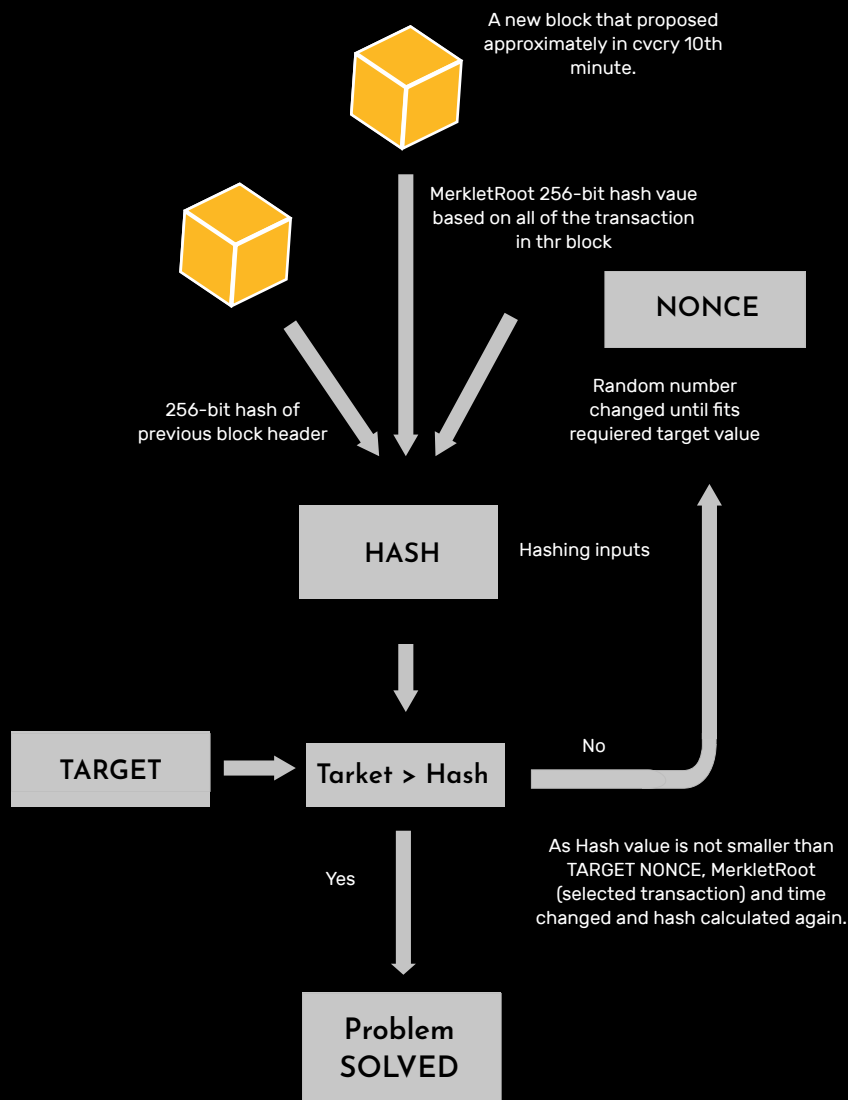 A new block that proposed
approximately in cvcry 10th
minute.
MerkletRoot 256-bit hash vaue
based on all of the transaction
in thr block
NONCE
Random number
changed until fits
requiered target value
256-bit hash of
previous block header
HASH
Hashing inputs
TARGET
Tarket > Hash
No
As Hash value is not smaller than
TARGET NONCE, MerkletRoot
(selected transaction) and time
changed and hash calculated again.
Yes
Problem
SOLVED